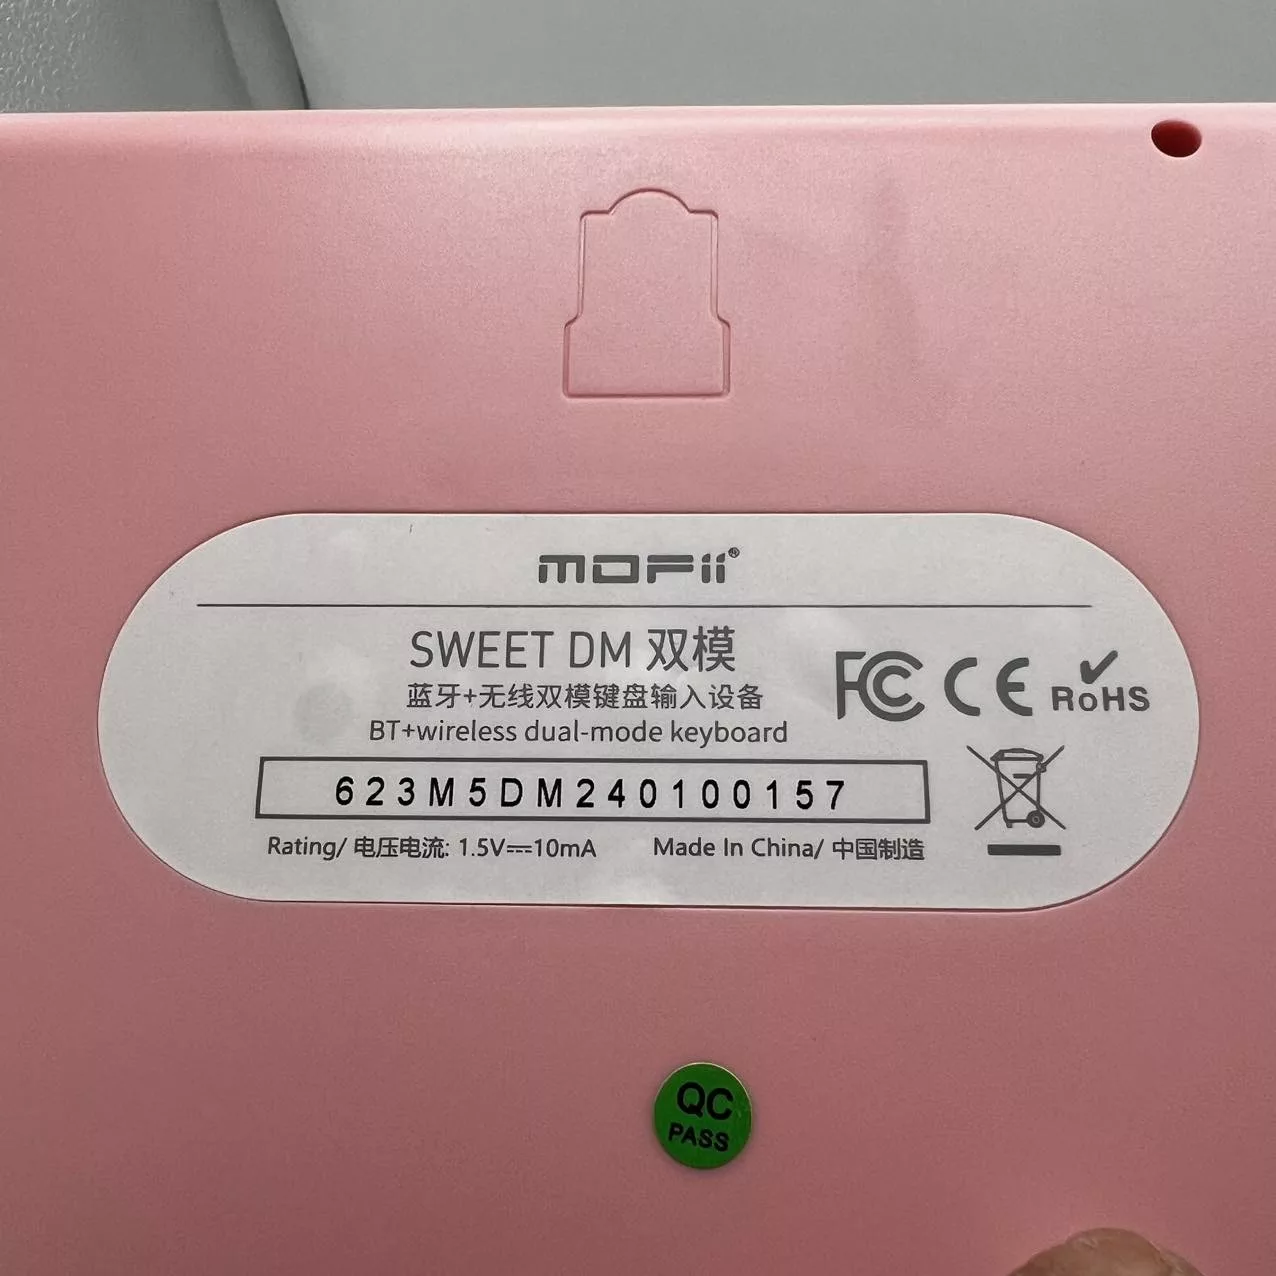 MOFii®
SWEET DM 双模
蓝牙+无线双模键盘输入设备
BT+wireless dual-mode keyboard
FC CE RoHS
623M5DM240100157
Rating/ 电压电流: 1.5V⎓10mA Made In China/ 中国制造
QC
PASS